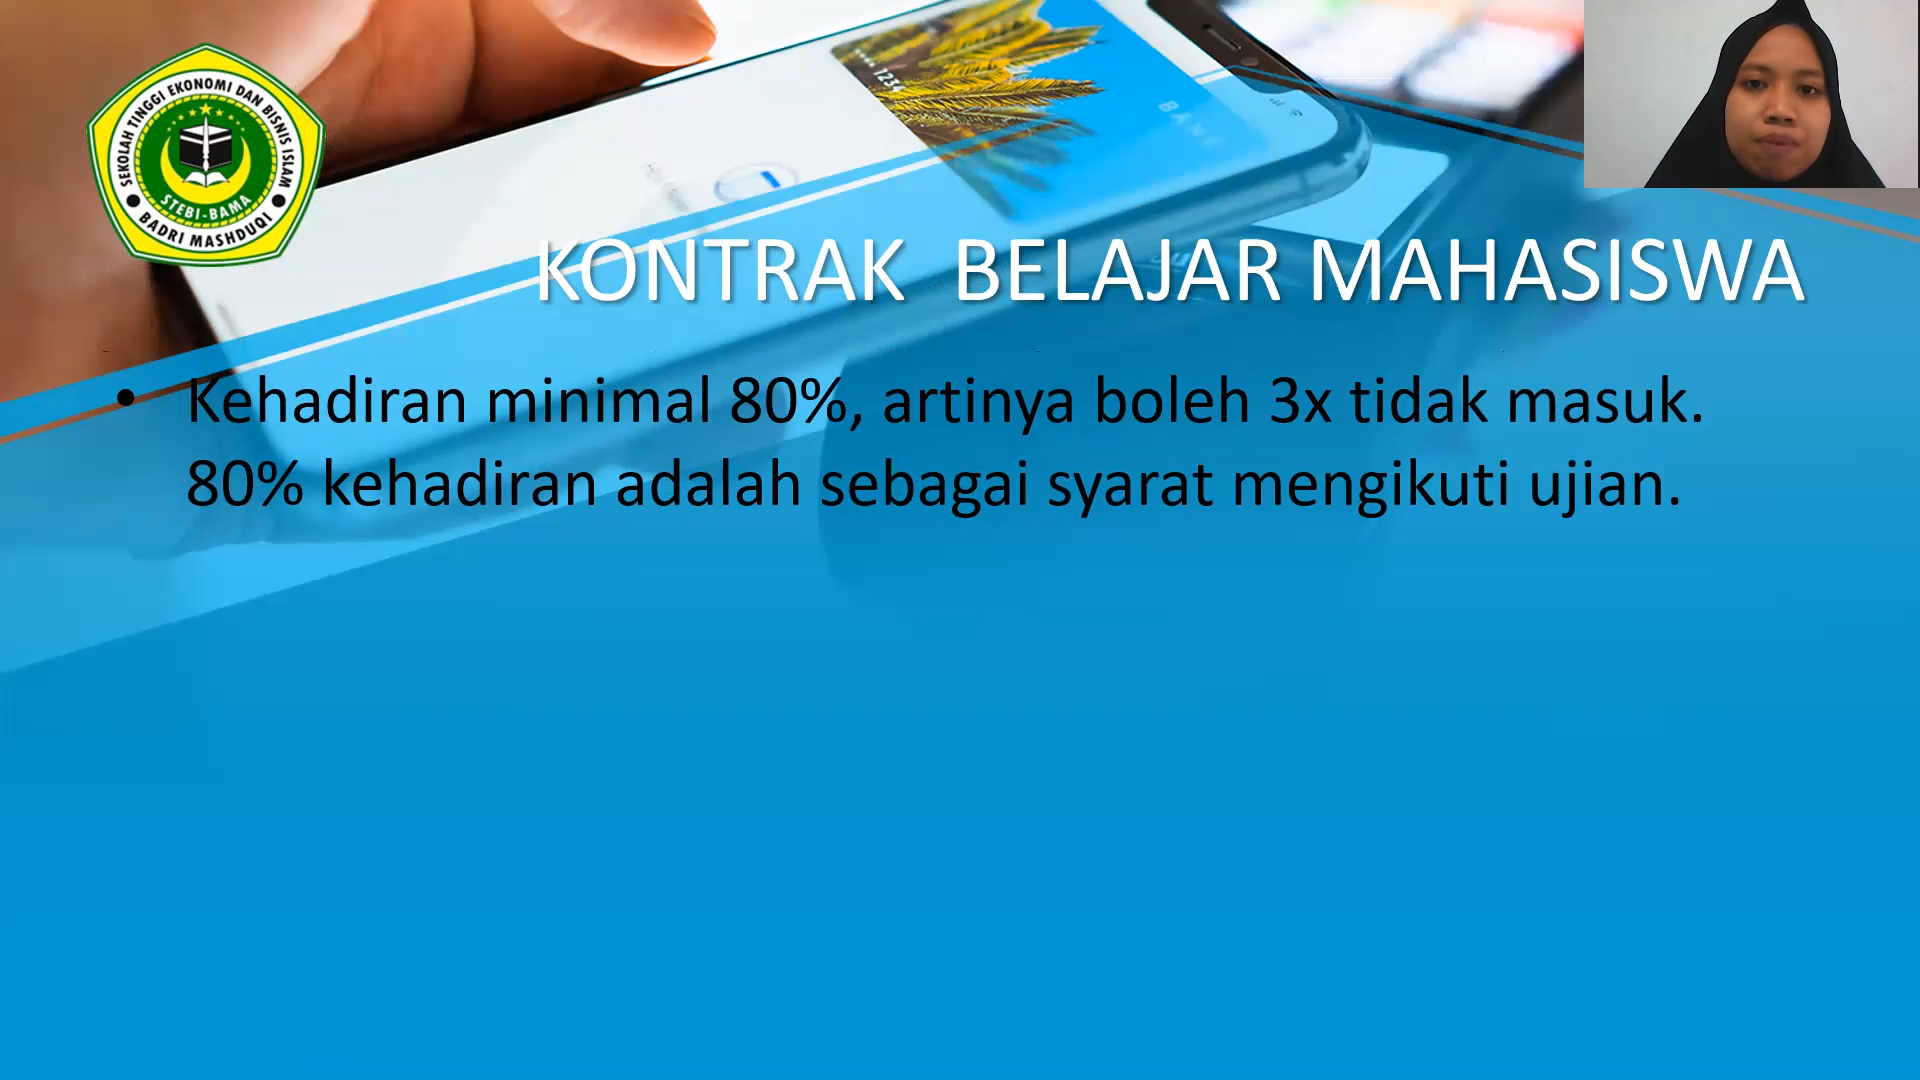 SEKOLAH TINGGI EKONOMI DAN BISNIS ISLAM
STEBI-BAMA
BADRI MASHDUQI
BANK
KONTRAK BELAJAR MAHASISWA
• Kehadiran minimal 80%, artinya boleh 3x tidak masuk.
80% kehadiran adalah sebagai syarat mengikuti ujian.